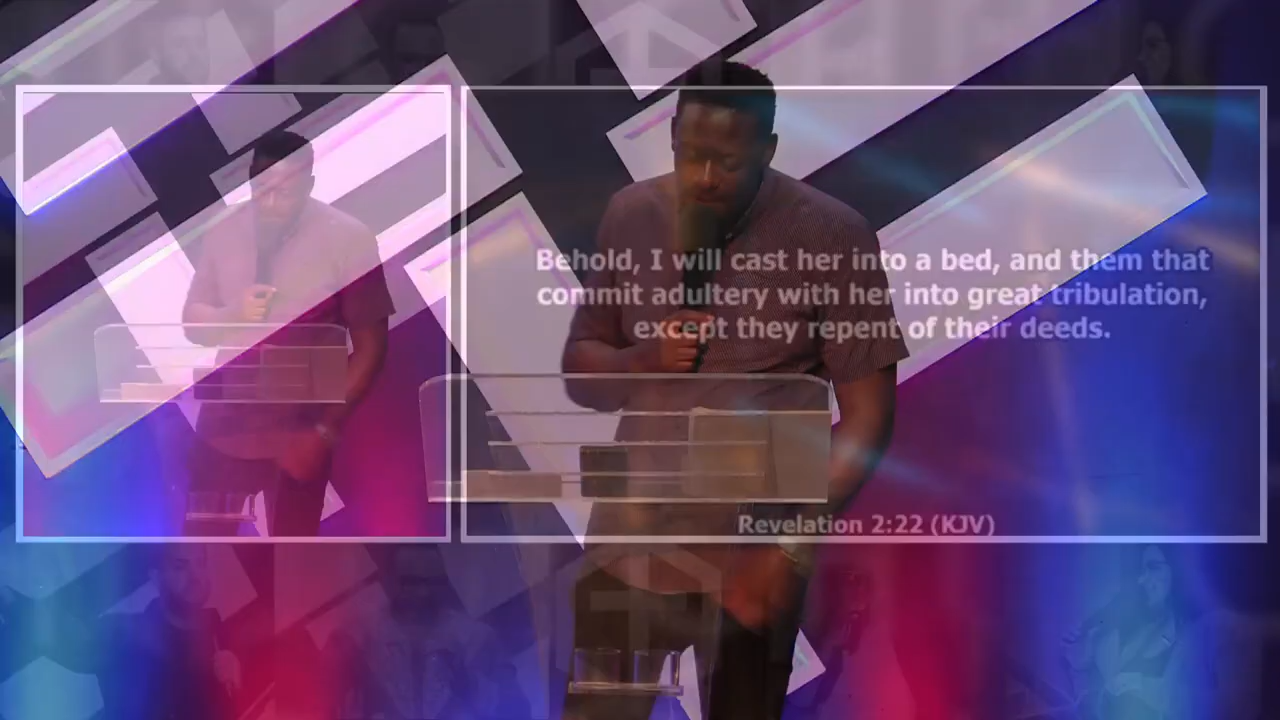 Behold, I will cast her into a bed, and them that
commit adultery with her into great tribulation,
except they repent of their deeds.
Revelation 2:22 (KJV)